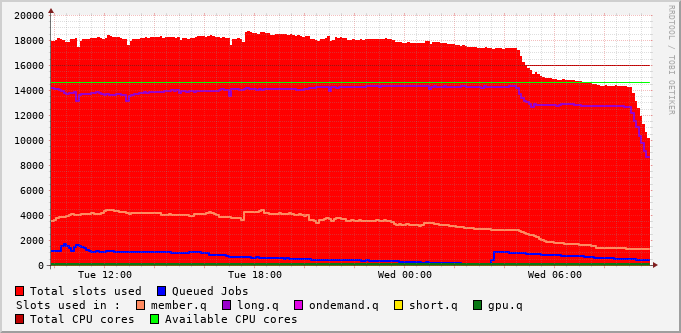 20000
18000
16000
14000
12000
10000
8000
6000
4000
2000
0
Tue 12:00 Tue 18:00 Wed 00:00 Wed 06:00
Total slots used Queued Jobs
Slots used in : member.q long.q ondemand.q short.q gpu.q
Total CPU cores Available CPU cores
RRDTOOL / TOBI OETIKER